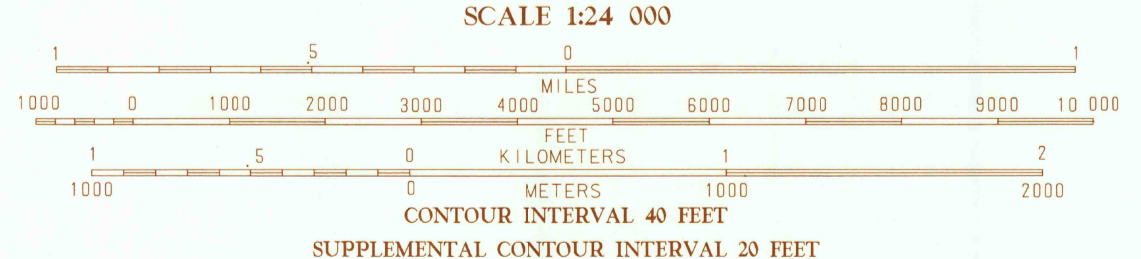 SCALE 1:24 000
1 .5 0 1
MILES
1000 0 1000 2000 3000 4000 5000 6000 7000 8000 9000 10 000
FEET
1 .5 0 KILOMETERS 1 2
1000 0 METERS 1000 2000
CONTOUR INTERVAL 40 FEET
SUPPLEMENTAL CONTOUR INTERVAL 20 FEET